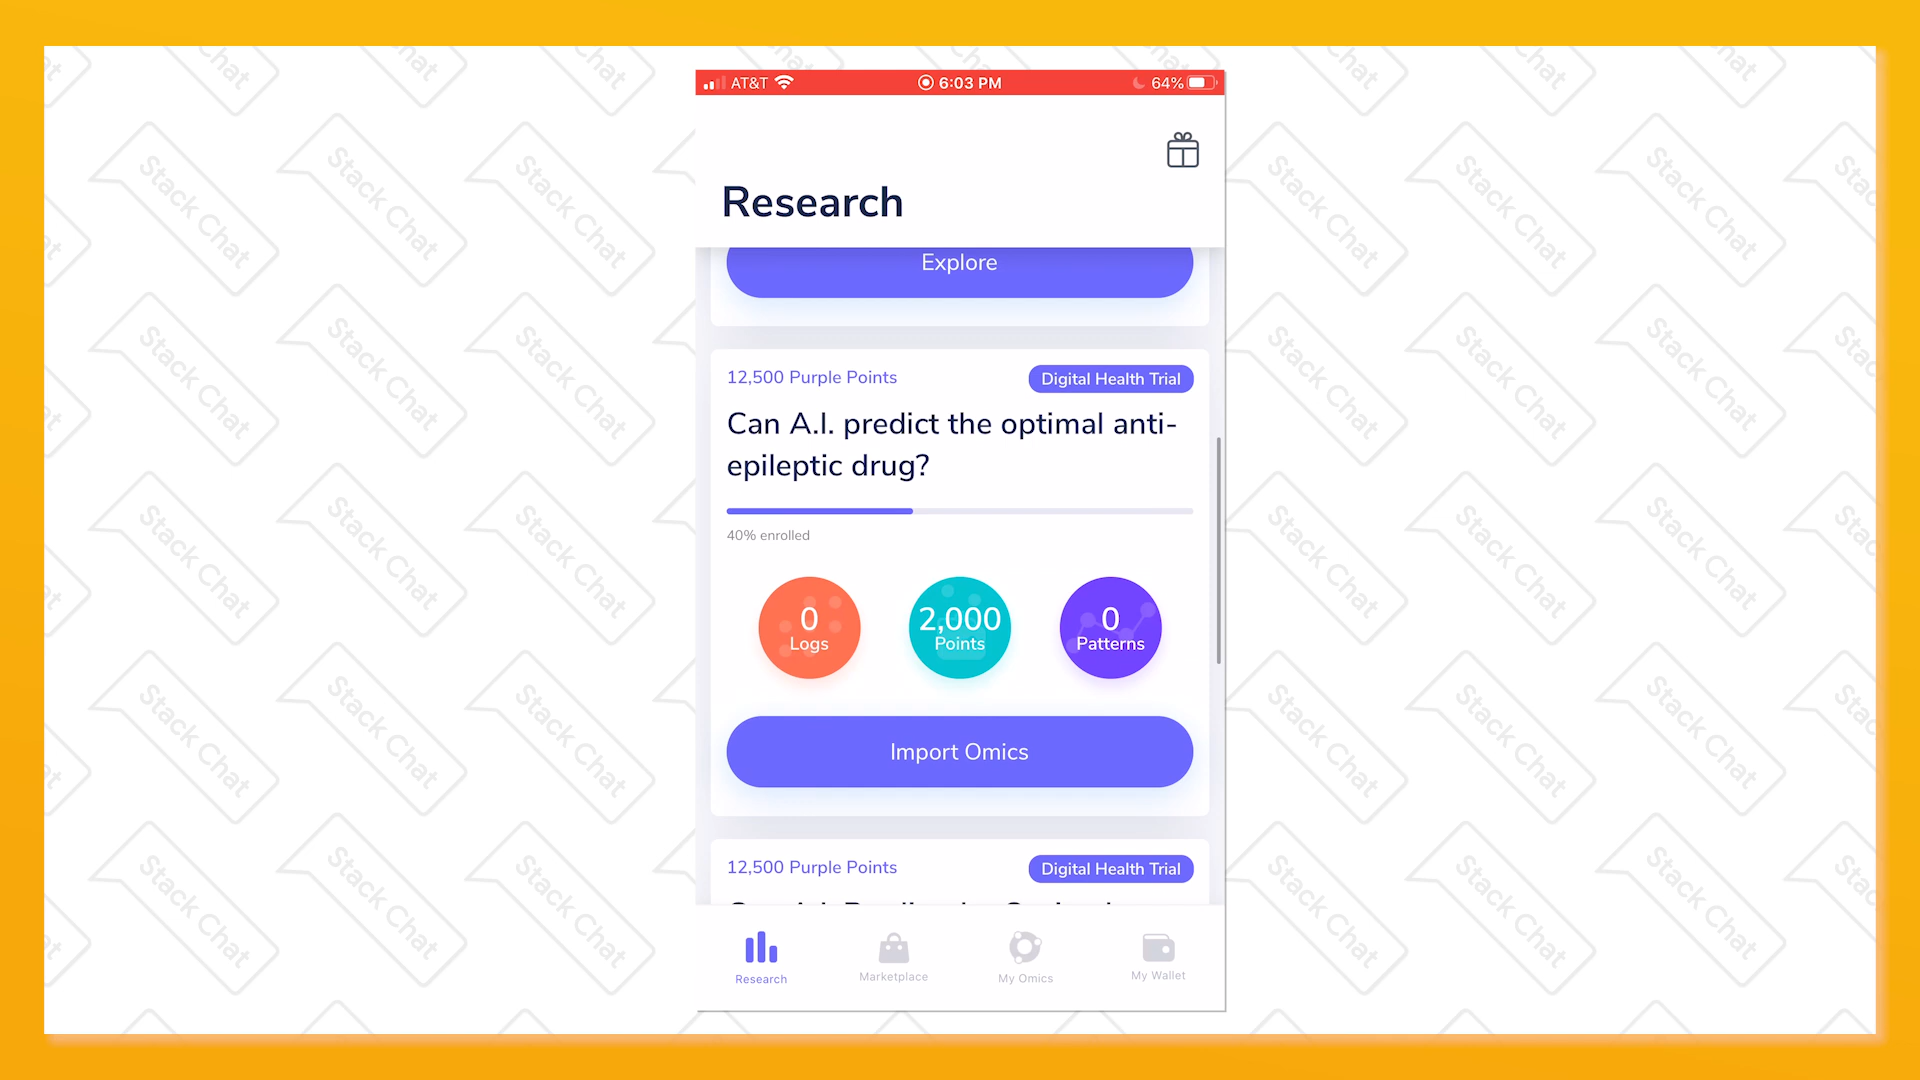 AT&T 6:03 PM 64%
Research
Explore
12,500 Purple Points Digital Health Trial
Can A.I. predict the optimal anti-
epileptic drug?
40% enrolled
0 2,000 0
Logs Points Patterns
Import Omics
12,500 Purple Points Digital Health Trial
Research Marketplace My Omics My Wallet
Stack Chat